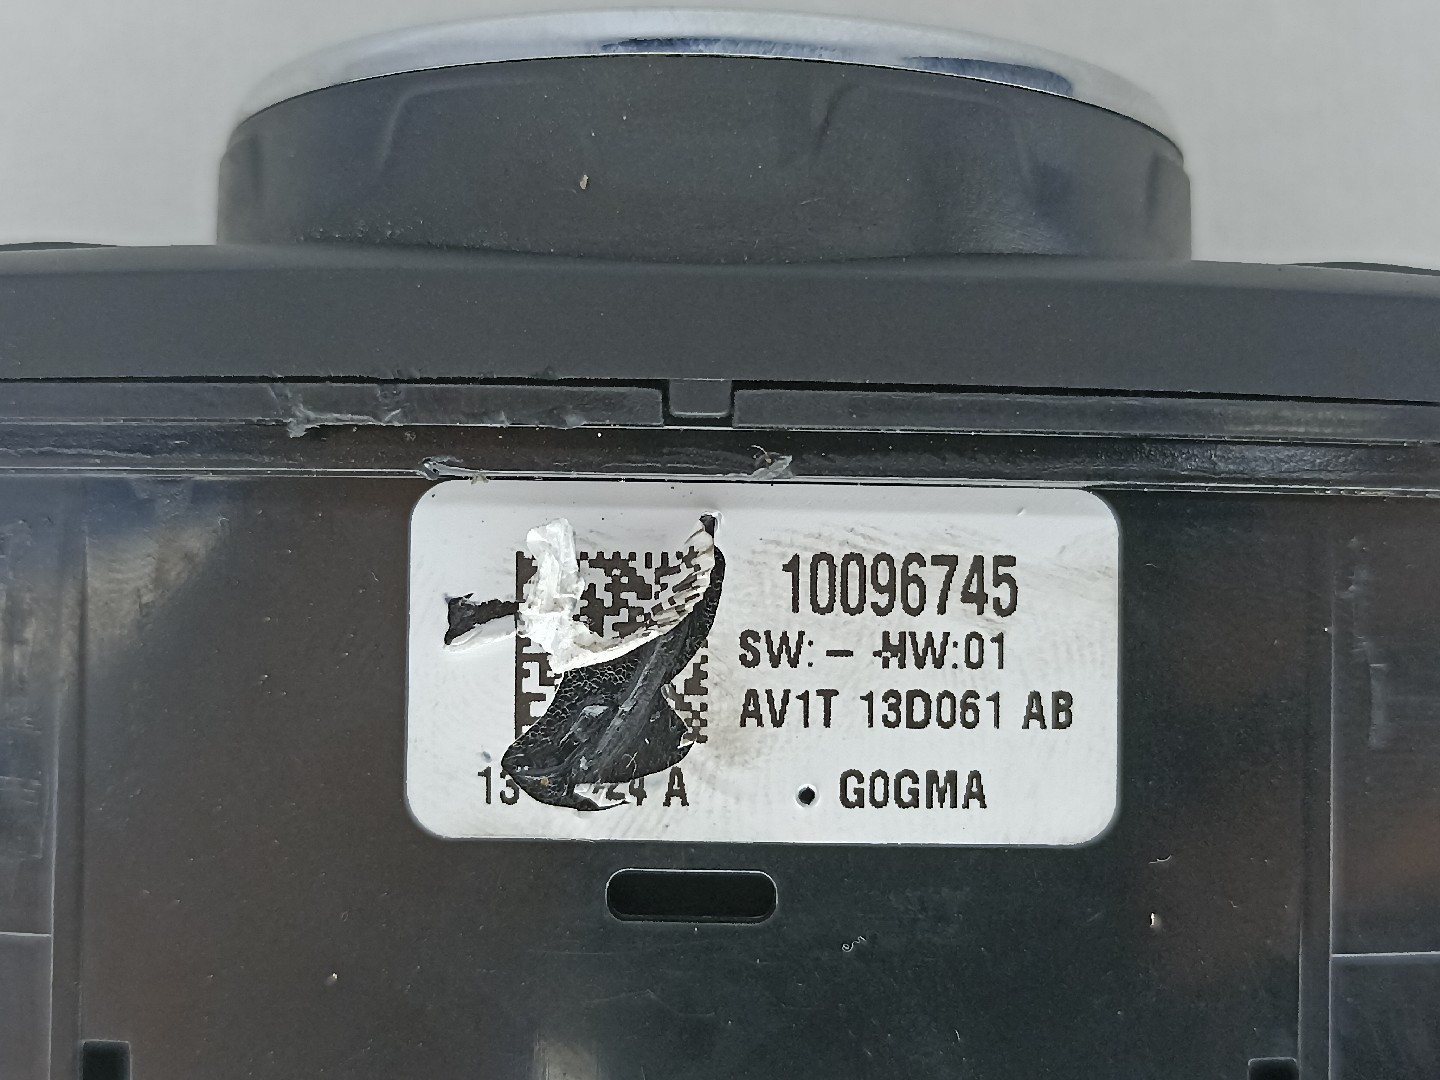 10096745
SW: – HW:01
AV1T 13D061 AB
A
G0GMA